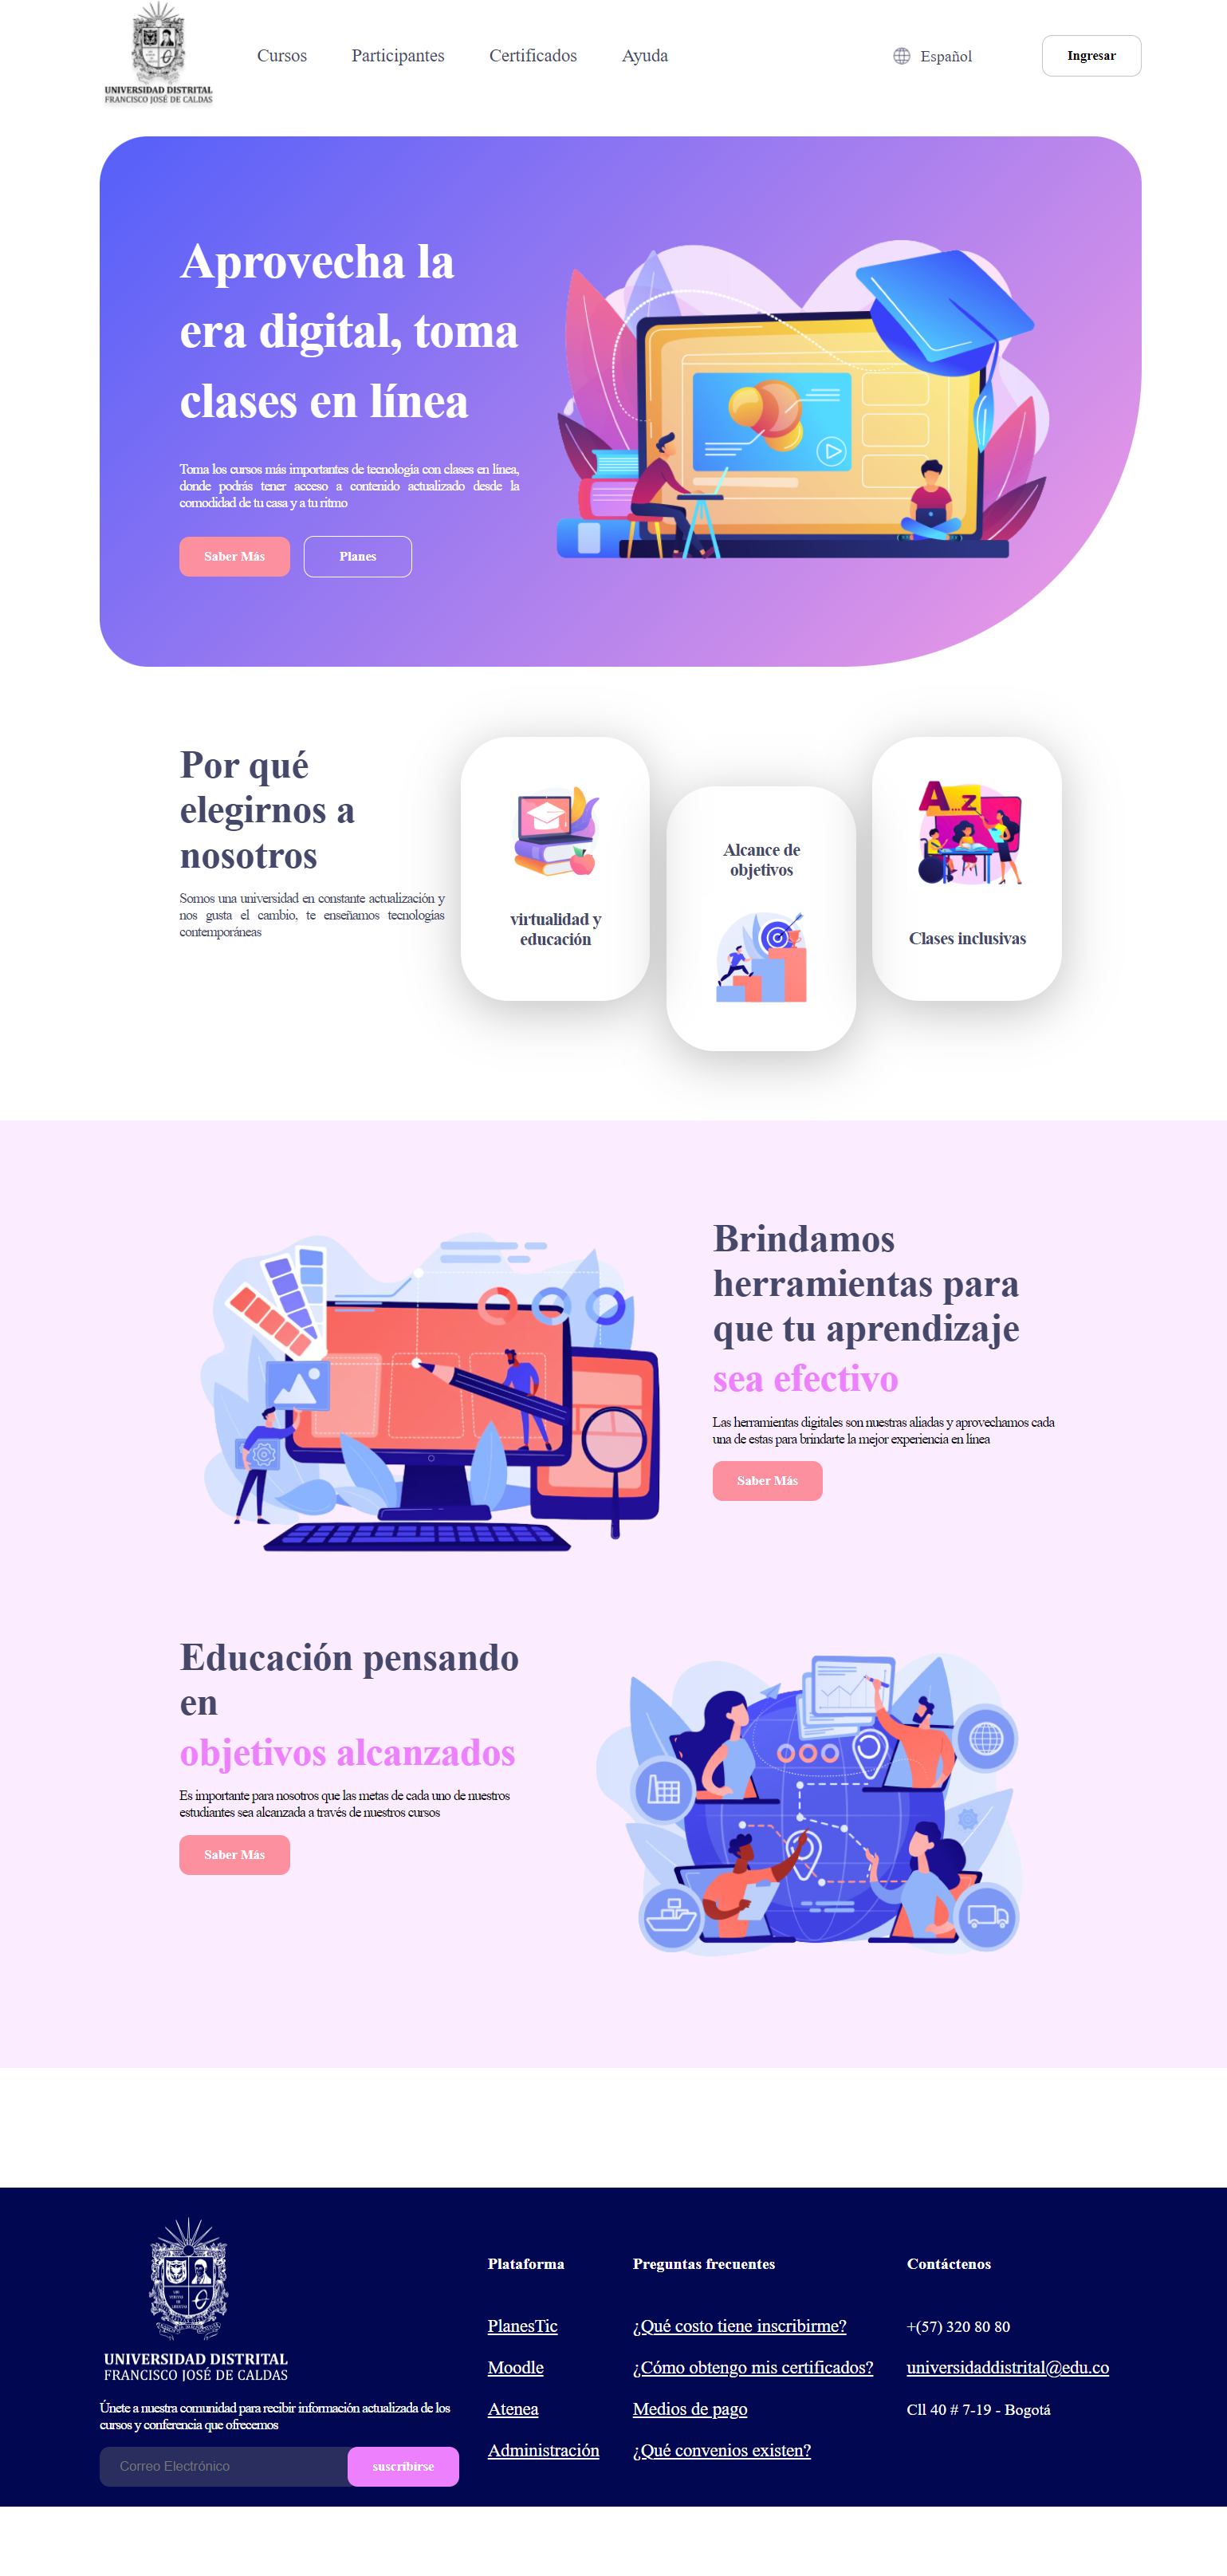 UNIVERSIDAD DISTRITAL
FRANCISCO JOSÉ DE CALDAS
Cursos
Participantes
Certificados
Ayuda
Español
Ingresar
Aprovecha la
era digital, toma
clases en línea
Toma los cursos más importantes de tecnología con clases en línea,
donde podrás tener acceso a contenido actualizado desde la
comodidad de tu casa y a tu ritmo
Saber Más
Planes
Por qué
elegirnos a
nosotros
Somos una universidad en constante actualización y
nos gusta el cambio, te enseñamos tecnologías
contemporáneas
virtualidad y
educación
Alcance de
objetivos
A...z
Clases inclusivas
Brindamos
herramientas para
que tu aprendizaje
sea efectivo
Las herramientas digitales son nuestras aliadas y aprovechamos cada
una de estas para brindarte la mejor experiencia en línea
Saber Más
Educación pensando
en
objetivos alcanzados
Es importante para nosotros que las metas de cada uno de nuestros
estudiantes sea alcanzada a través de nuestros cursos
Saber Más
UNIVERSIDAD DISTRITAL
FRANCISCO JOSÉ DE CALDAS
Únete a nuestra comunidad para recibir información actualizada de los
cursos y conferencia que ofrecemos
Correo Electrónico
suscribirse
Plataforma
PlanesTic
Moodle
Atenea
Administración
Preguntas frecuentes
¿Qué costo tiene inscribirme?
¿Cómo obtengo mis certificados?
Medios de pago
¿Qué convenios existen?
Contáctenos
+(57) 320 80 80
universidaddistrital@edu.co
Cll 40 # 7-19 - Bogotá